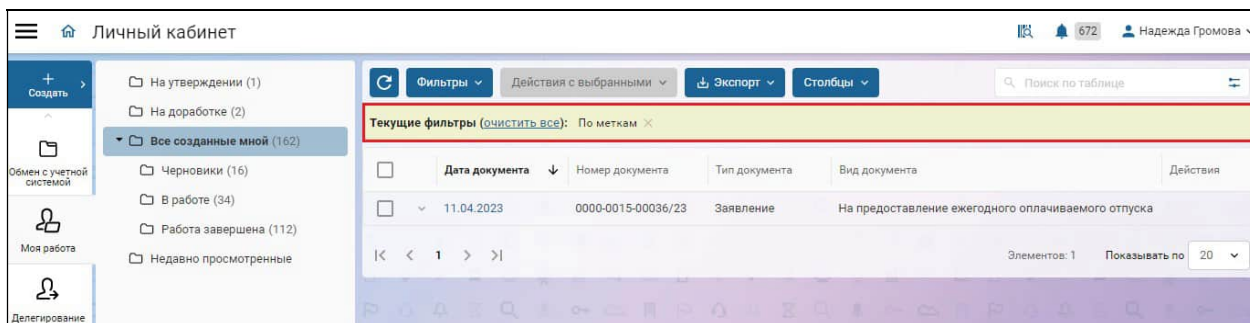 Личный кабинет
672
Надежда Громова
+
Создать
Обмен с учетной
системой
Моя работа
Делегирование
На утверждении (1)
На доработке (2)
Все созданные мной (162)
Черновики (16)
В работе (34)
Работа завершена (112)
Недавно просмотренные
Фильтры
Действия с выбранными
Экспорт
Столбцы
Поиск по таблице
Текущие фильтры (очистить все): По меткам ×
Дата документа ↓ Номер документа Тип документа Вид документа Действия
11.04.2023 0000-0015-00036/23 Заявление На предоставление ежегодного оплачиваемого отпуска
|< < 1 > >| Элементов: 1 Показывать по 20